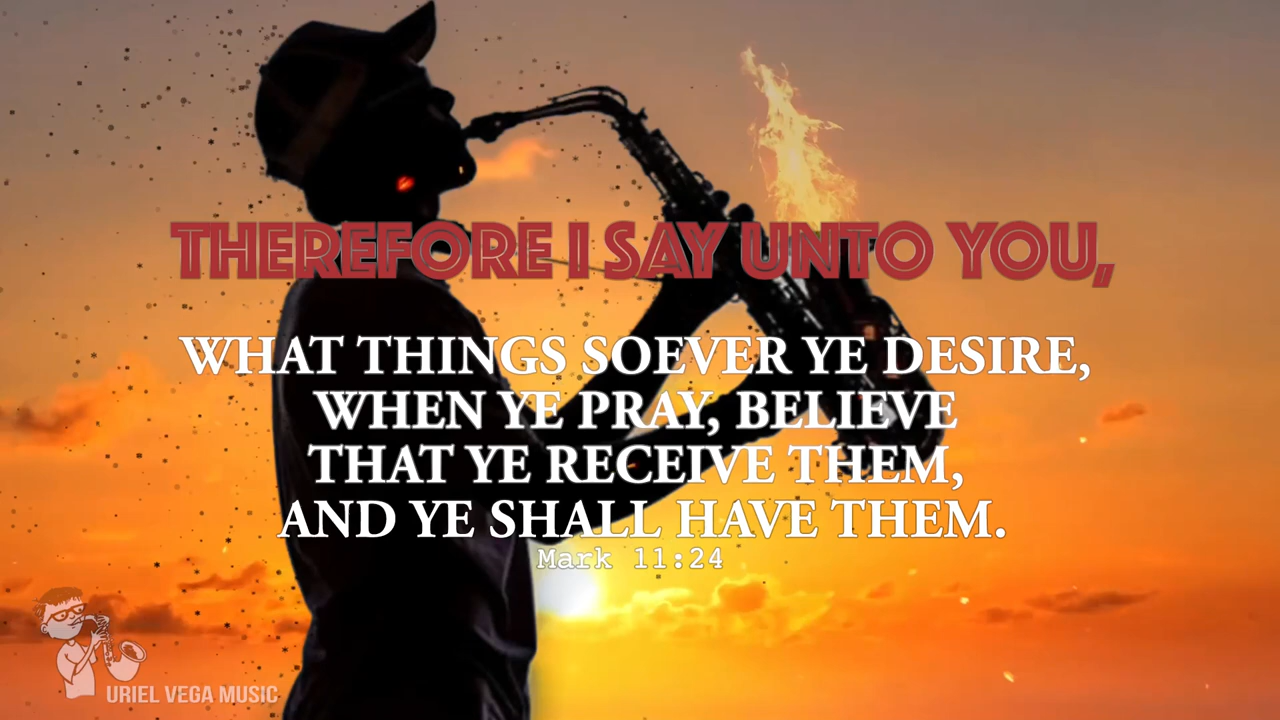 THEREFORE I SAY UNTO YOU,
WHAT THINGS SOEVER YE DESIRE,
WHEN YE PRAY, BELIEVE
THAT YE RECEIVE THEM,
AND YE SHALL HAVE THEM.
Mark 11:24
URIEL VEGA MUSIC